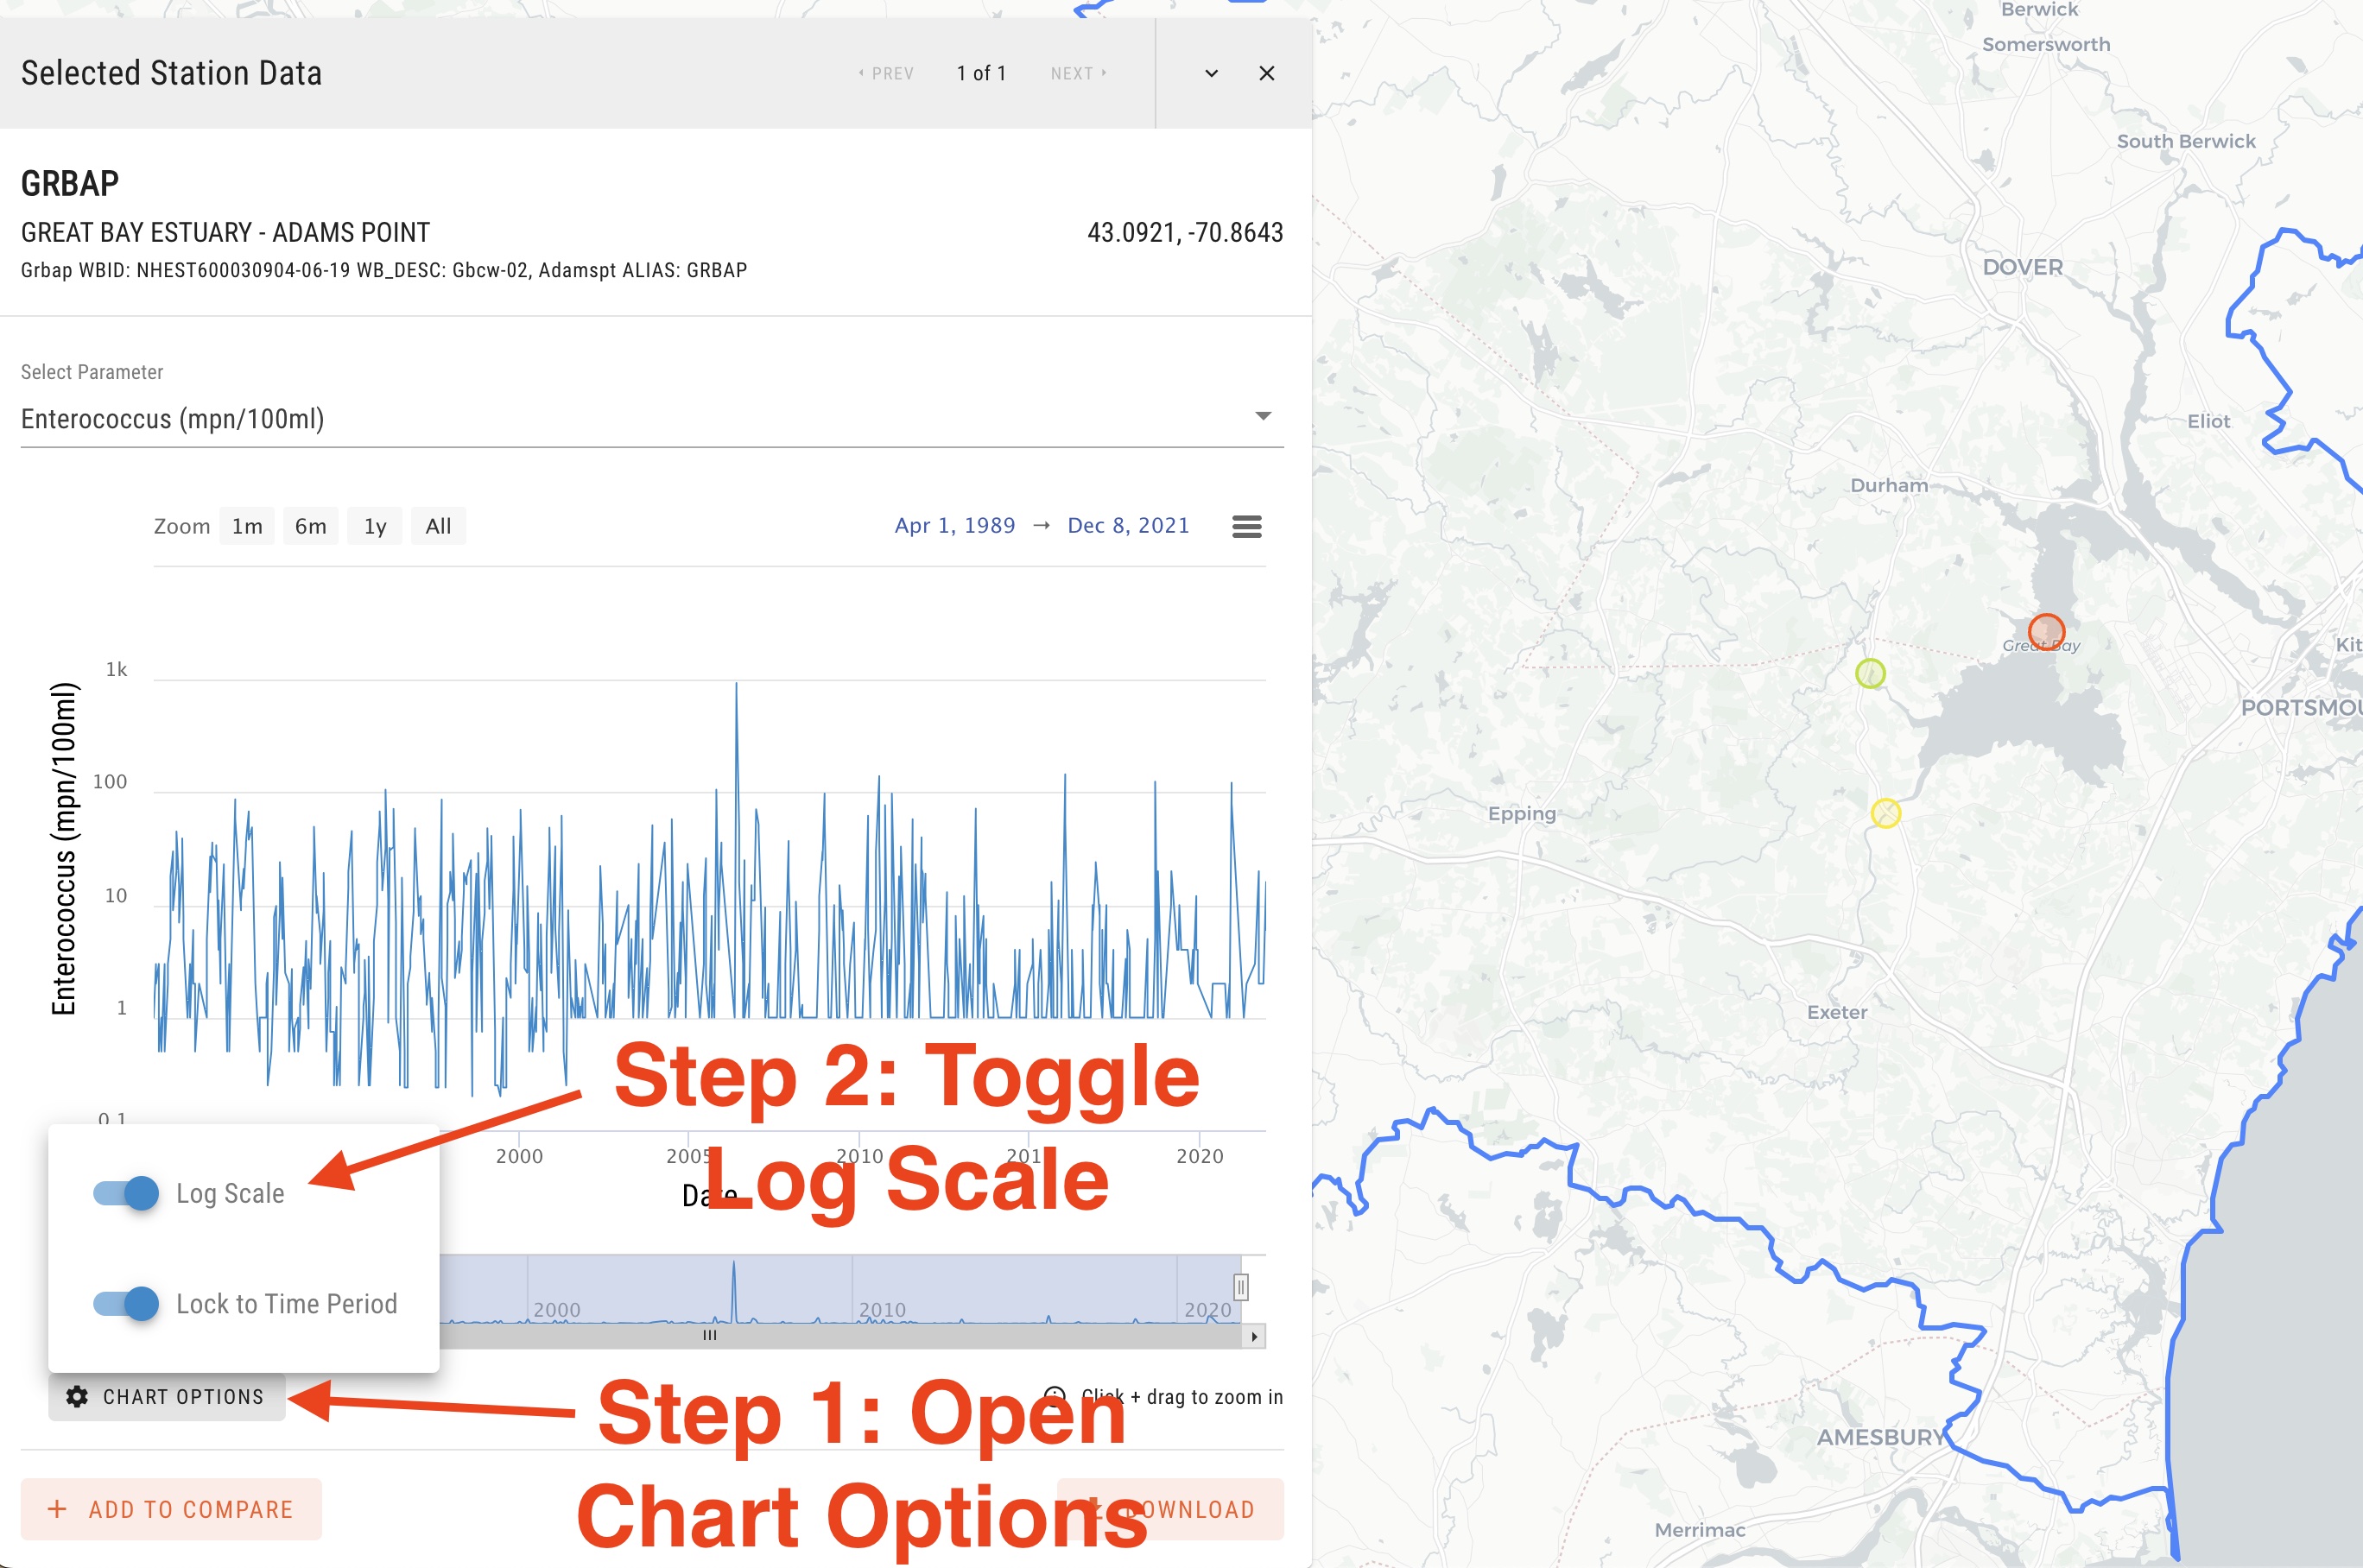 Selected Station Data
PREV 1 of 1 NEXT
GRBAP
GREAT BAY ESTUARY - ADAMS POINT
43.0921, -70.8643
Grbap WBID: NHEST600030904-06-19 WB_DESC: Gbcw-02, Adamspt ALIAS: GRBAP
Select Parameter
Enterococcus (mpn/100ml)
Zoom 1m 6m 1y All
Apr 1, 1989 → Dec 8, 2021
Enterococcus (mpn/100ml)
1k
100
10
1
0.1
2000 2005 2010 201 2020
Date
Step 2: Toggle
Log Scale
Log Scale
Lock to Time Period
2000 2010 2020
CHART OPTIONS
Step 1: Open
Chart Options
Click + drag to zoom in
+ ADD TO COMPARE
DOWNLOAD
Berwick
Somersworth
South Berwick
DOVER
Eliot
Durham
Great Bay
Kit
PORTSMOU
Epping
Exeter
AMESBURY
Merrimac